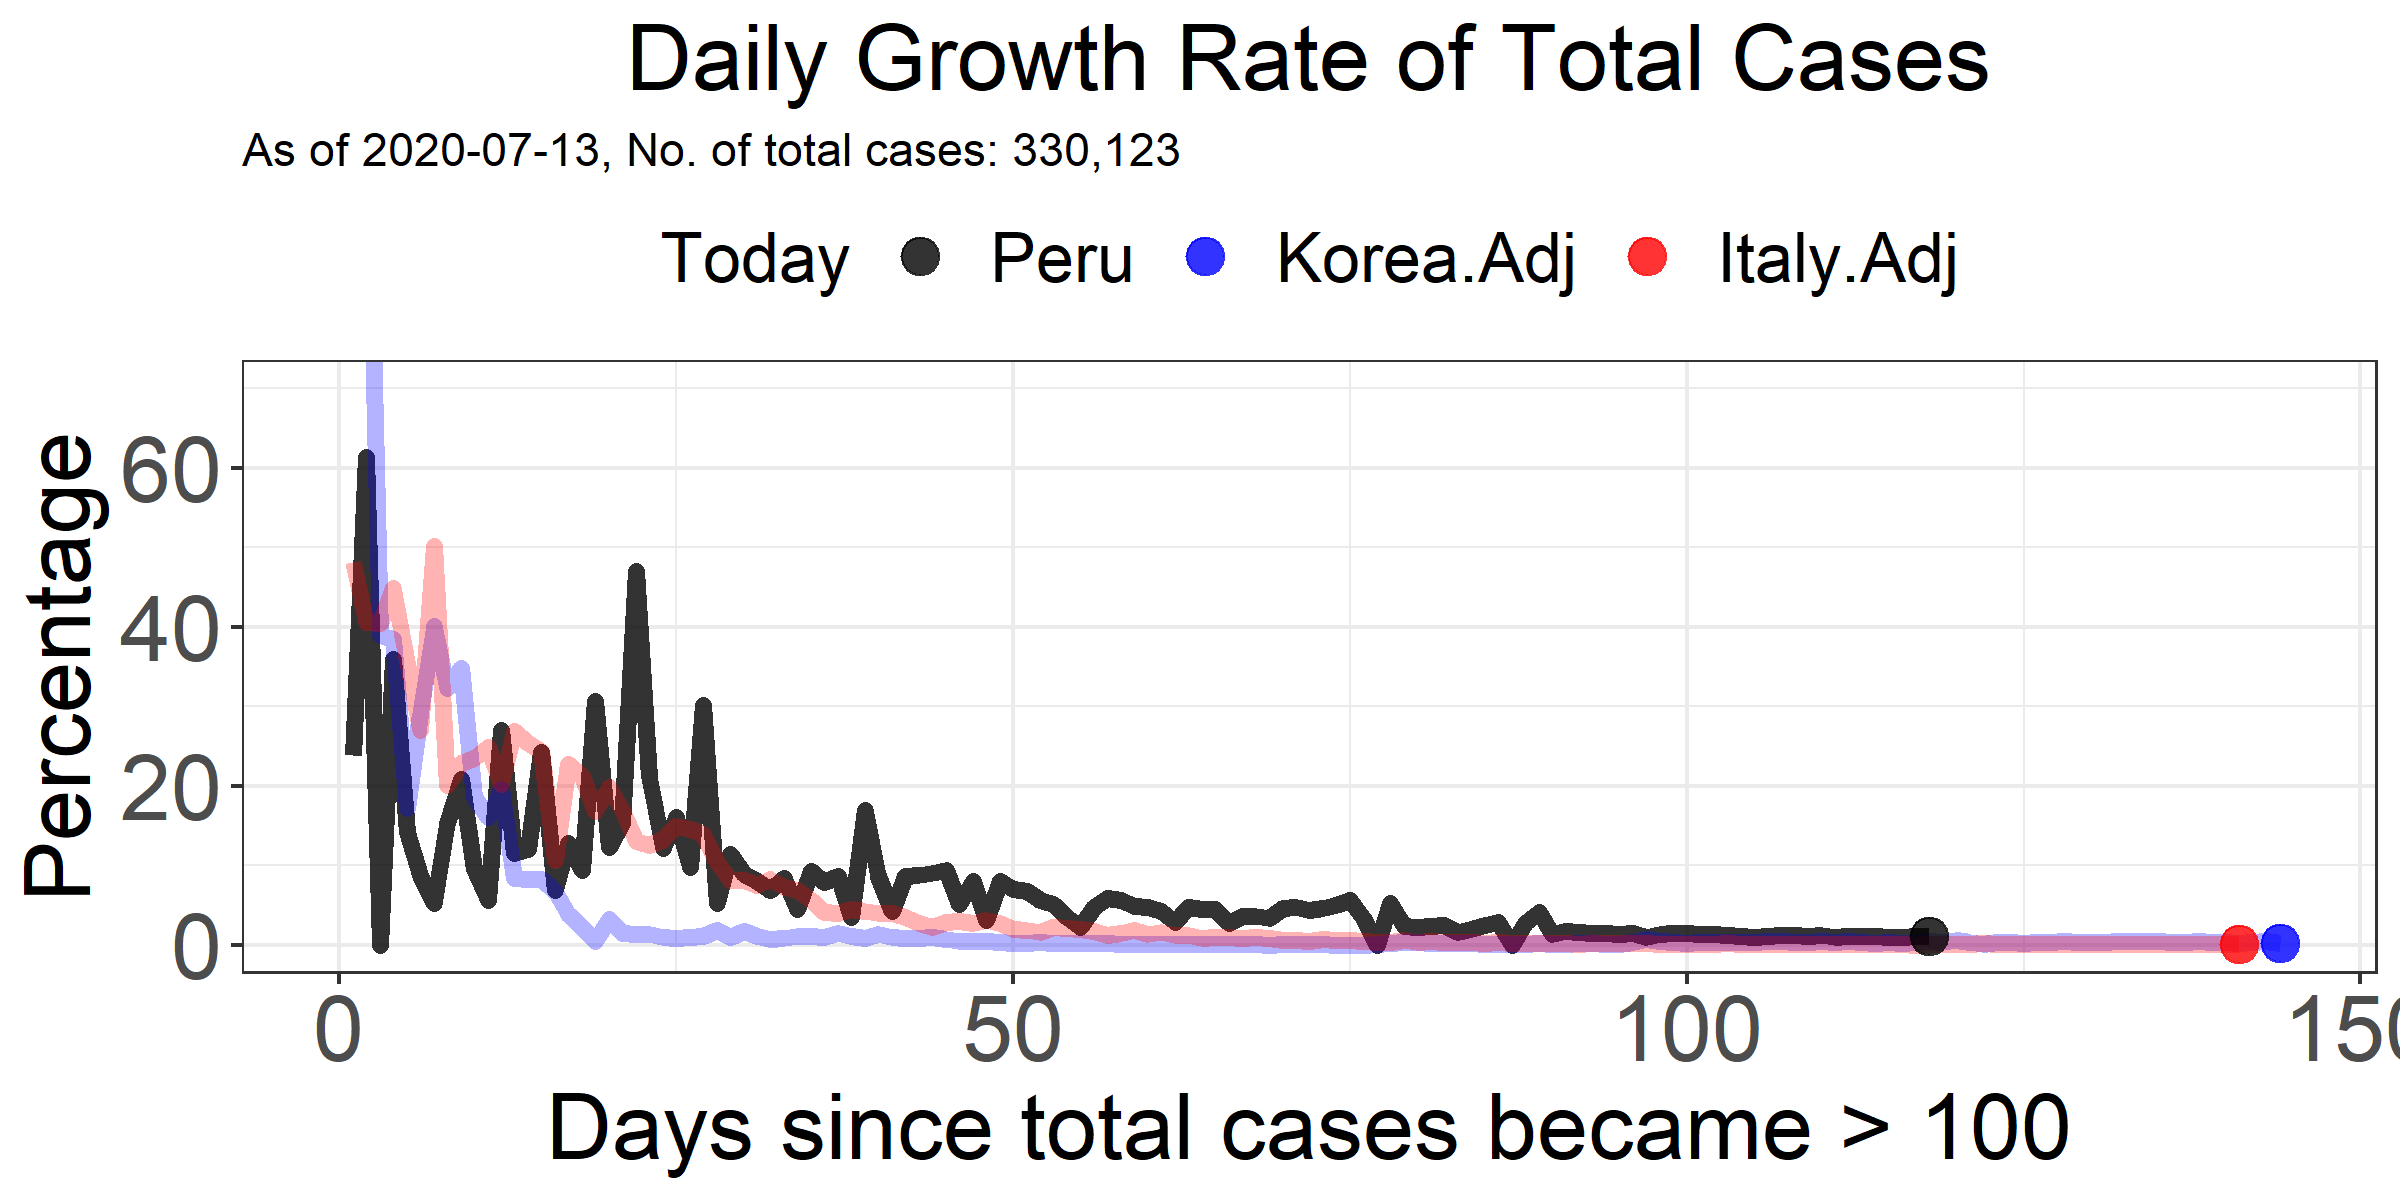 Daily Growth Rate of Total Cases
As of 2020-07-13, No. of total cases: 330,123
Today Peru Korea.Adj Italy.Adj
Percentage
60
40
20
0
0 50 100 150
Days since total cases became > 100